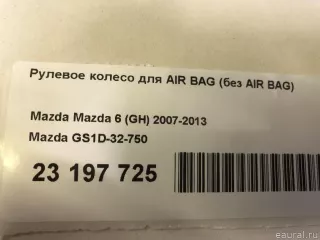 Рулевое колесо для AIR BAG (без AIR BAG)
Mazda Mazda 6 (GH) 2007-2013
Mazda GS1D-32-750
23 197 725
eaural.ru